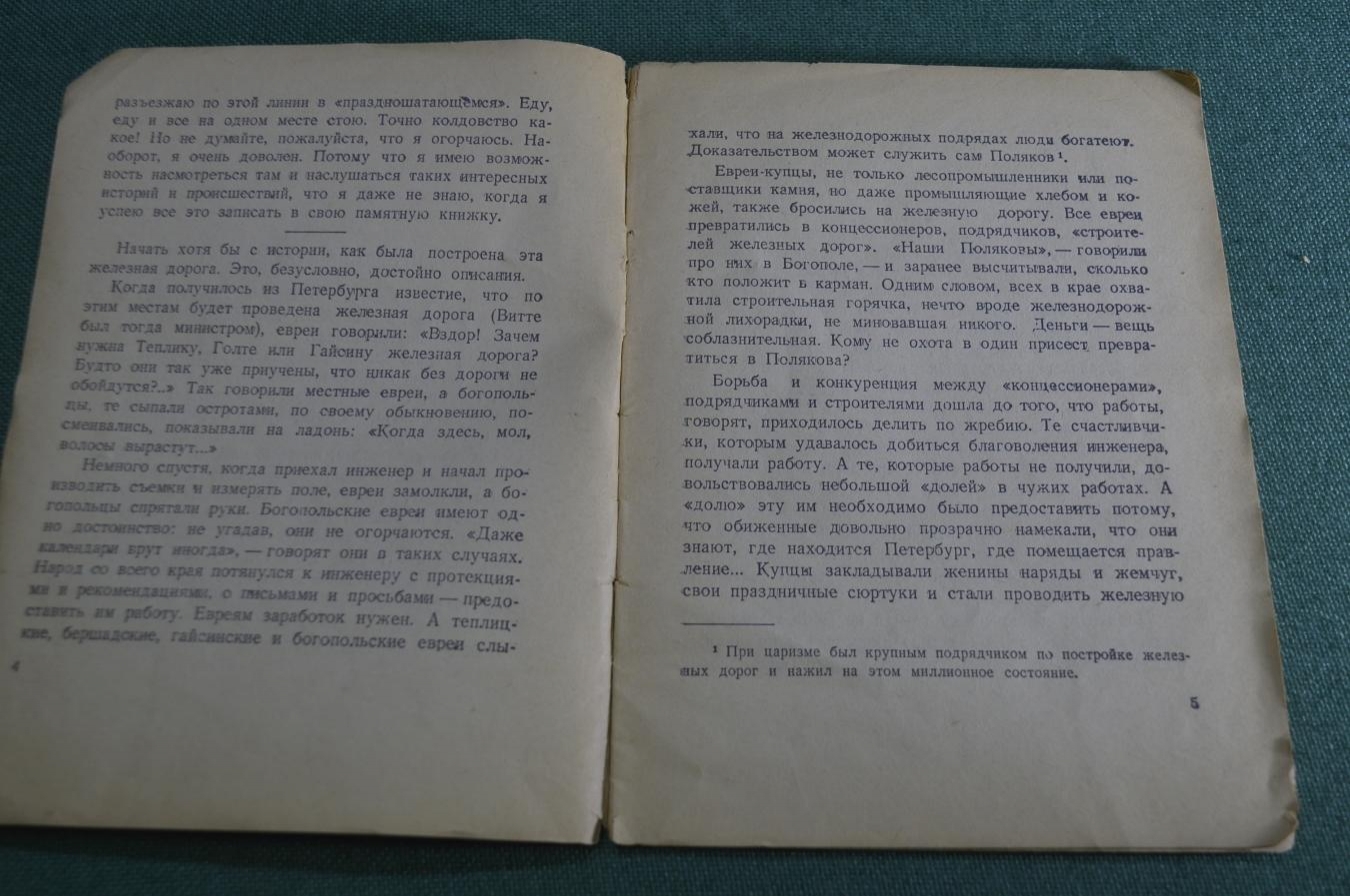 разъезжаю по этой линии в «праздношатающемся». Еду,
еду и все на одном месте стою. Точно колдовство ка-
кое! Но не думайте, пожалуйста, что я огорчаюсь. На-
оборот, я очень доволен. Потому что я имею возмож-
ность насмотреться там и наслушаться таких интересных
историй и происшествий, что я даже не знаю, когда я
успею все это записать в свою памятную книжку.
Начать хотя бы с истории, как была построена эта
железная дорога. Это, безусловно, достойно описания.
Когда получилось из Петербурга известие, что по
этим местам будет проведена железная дорога (Витте
был тогда министром), евреи говорили: «Вздор! Зачем
нужна Теплику, Голте или Гайсину железная дорога?
Будто они так уже приучены, что никак без дороги не
обойдутся?..» Так говорили местные евреи, а богополь-
цы, те сыпали остротами, по своему обыкновению, по-
смеивались, показывали на ладонь: «Когда здесь, мол,
волосы вырастут...»
Немного спустя, когда приехал инженер и начал про-
изводить съемки и измерять поле, евреи замолкли, а бо-
гопольцы спрятали руки. Богопольские евреи имеют од-
но достоинство: не угадав, они не огорчаются. «Даже
календари врут иногда», — говорят они в таких случаях.
Народ со всего края потянулся к инженеру с протекция-
ми и рекомендациями, с письмами и просьбами — предо-
ставить им работу. Евреям заработок нужен. А теплиц-
кие, бершадские, гайсинские и богопольские евреи слы-
4
хали, что на железнодорожных подрядах люди богатеют.
Доказательством может служить сам Поляков ¹.
Евреи-купцы, не только лесопромышленники или по-
ставщики камня, но даже промышляющие хлебом и ко-
жей, также бросились на железную дорогу. Все евреи
превратились в концессионеров, подрядчиков, «строите-
лей железных дорог». «Наши Поляковы», — говорили
про них в Богополе, — и заранее высчитывали, сколько
кто положит в карман. Одним словом, всех в крае охва-
тила строительная горячка, нечто вроде железнодорож-
ной лихорадки, не миновавшая никого. Деньги — вещь
соблазнительная. Кому не охота в один присест превра-
титься в Полякова?
Борьба и конкуренция между «концессионерами»,
подрядчиками и строителями дошла до того, что работы,
говорят, приходилось делить по жребию. Те счастливчи-
ки, которым удавалось добиться благоволения инженера,
получали работу. А те, которые работы не получили, до-
вольствовались небольшой «долей» в чужих работах. А
«долю» эту им необходимо было предоставить потому,
что обиженные довольно прозрачно намекали, что они
знают, где находится Петербург, где помещается прав-
ление... Купцы закладывали женины наряды и жемчуг,
свои праздничные сюртуки и стали проводить железную
¹ При царизме был крупным подрядчиком по постройке желез-
ных дорог и нажил на этом миллионное состояние.
5